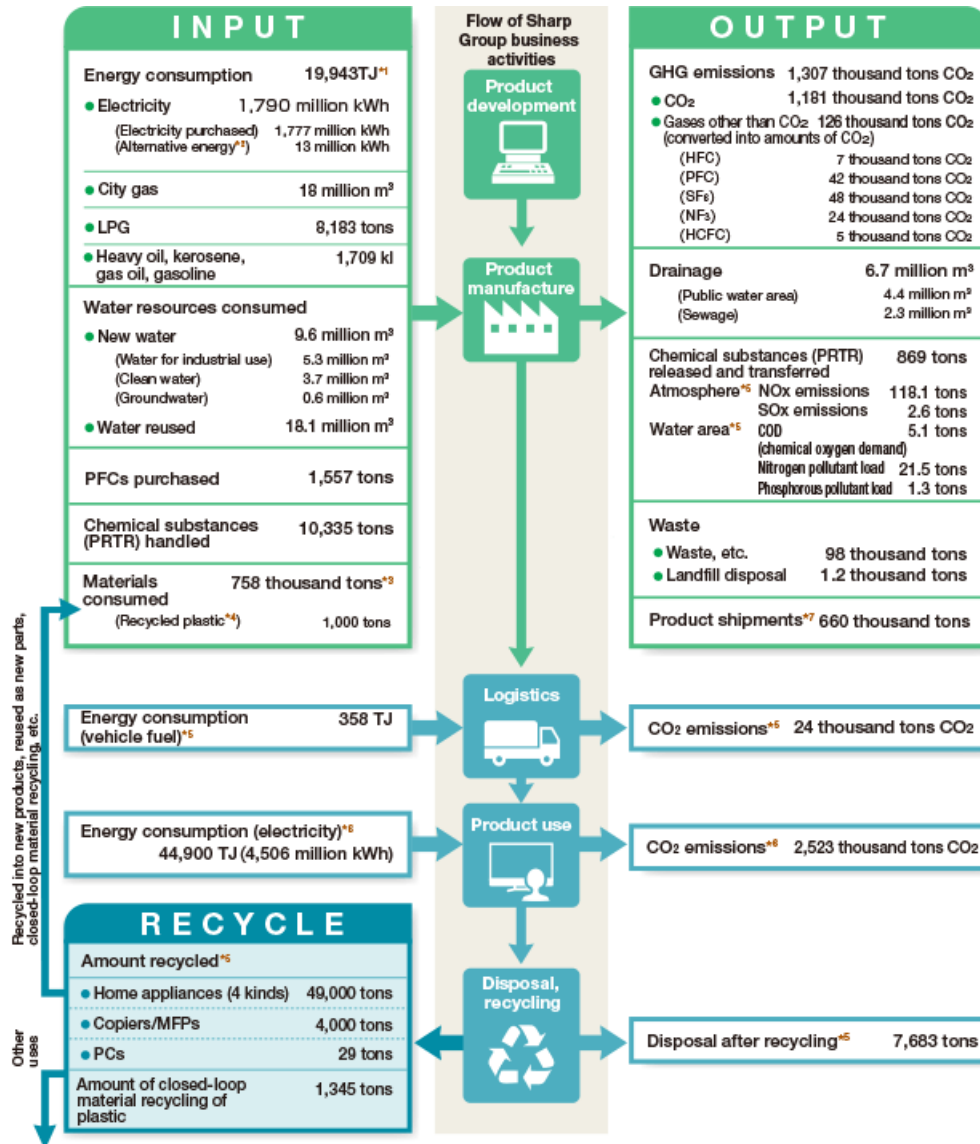 INPUT
Energy consumption 19,943TJ*1
● Electricity 1,790 million kWh
(Electricity purchased) 1,777 million kWh
(Alternative energy*2) 13 million kWh
● City gas 18 million m³
● LPG 8,183 tons
● Heavy oil, kerosene, 1,709 kl
gas oil, gasoline
Water resources consumed
● New water 9.6 million m³
(Water for industrial use) 5.3 million m³
(Clean water) 3.7 million m³
(Groundwater) 0.6 million m³
● Water reused 18.1 million m³
PFCs purchased 1,557 tons
Chemical substances 10,335 tons
(PRTR) handled
Materials 758 thousand tons*3
consumed
(Recycled plastic*4) 1,000 tons
Flow of Sharp
Group business
activities
Product
development
Product
manufacture
OUTPUT
GHG emissions 1,307 thousand tons CO₂
● CO₂ 1,181 thousand tons CO₂
● Gases other than CO₂ 126 thousand tons CO₂
(converted into amounts of CO₂)
(HFC) 7 thousand tons CO₂
(PFC) 42 thousand tons CO₂
(SF₆) 48 thousand tons CO₂
(NF₃) 24 thousand tons CO₂
(HCFC) 5 thousand tons CO₂
Drainage 6.7 million m³
(Public water area) 4.4 million m³
(Sewage) 2.3 million m³
Chemical substances (PRTR) 869 tons
released and transferred
Atmosphere*5 NOx emissions 118.1 tons
SOx emissions 2.6 tons
Water area*5 COD 5.1 tons
(chemical oxygen demand)
Nitrogen pollutant load 21.5 tons
Phosphorous pollutant load 1.3 tons
Waste
● Waste, etc. 98 thousand tons
● Landfill disposal 1.2 thousand tons
Product shipments*7 660 thousand tons
Energy consumption 358 TJ
(vehicle fuel)*5
Logistics
CO₂ emissions*5 24 thousand tons CO₂
Energy consumption (electricity)*6
44,900 TJ (4,506 million kWh)
Product use
CO₂ emissions*6 2,523 thousand tons CO₂
RECYCLE
Amount recycled*5
● Home appliances (4 kinds) 49,000 tons
● Copiers/MFPs 4,000 tons
● PCs 29 tons
Amount of closed-loop 1,345 tons
material recycling of
plastic
Disposal,
recycling
Disposal after recycling*5 7,683 tons
Recycled into new products, reused as new parts,
closed-loop material recycling, etc.
Other
uses